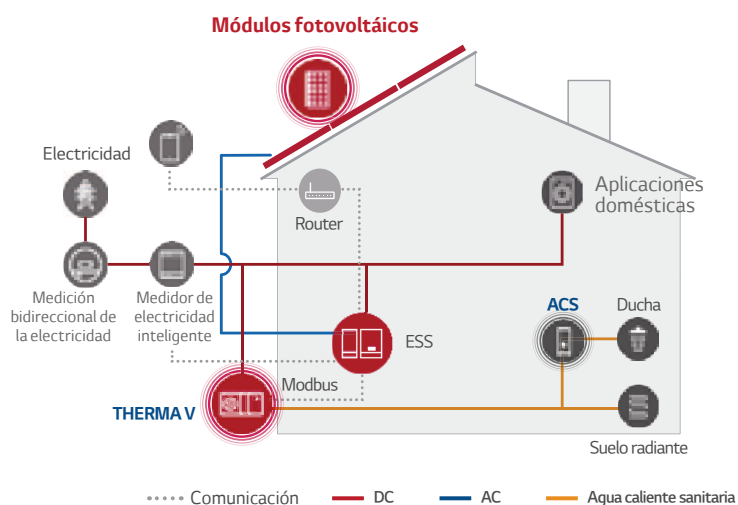 Módulos fotovoltáicos
Electricidad
Router
Aplicaciones
domésticas
Medición
bidireccional de
la electricidad
Medidor de
electricidad
inteligente
ESS
ACS
Ducha
Modbus
THERMA V
Suelo radiante
Comunicación
DC
AC
Agua caliente sanitaria